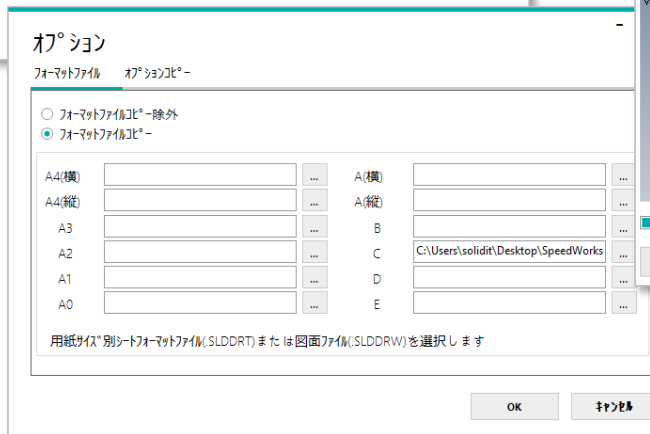 ｵﾌﾟｼｮﾝ
ﾌｫｰﾏｯﾄﾌｧｲﾙ ｵﾌﾟｼｮﾝｺﾋﾟｰ
ﾌｫｰﾏｯﾄﾌｧｲﾙｺﾋﾟｰ除外
ﾌｫｰﾏｯﾄﾌｧｲﾙｺﾋﾟｰ
A4(横) ... A(横) ...
A4(縦) ... A(縦) ...
A3 ... B ...
A2 ... C C:\Users\solidit\Desktop\SpeedWorks ...
A1 ... D ...
A0 ... E ...
用紙ｻｲｽﾞ別ｼｰﾄﾌｫｰﾏｯﾄﾌｧｲﾙ(.SLDDRT)または図面ﾌｧｲﾙ(.SLDDRW)を選択します
OK ｷｬﾝｾﾙ